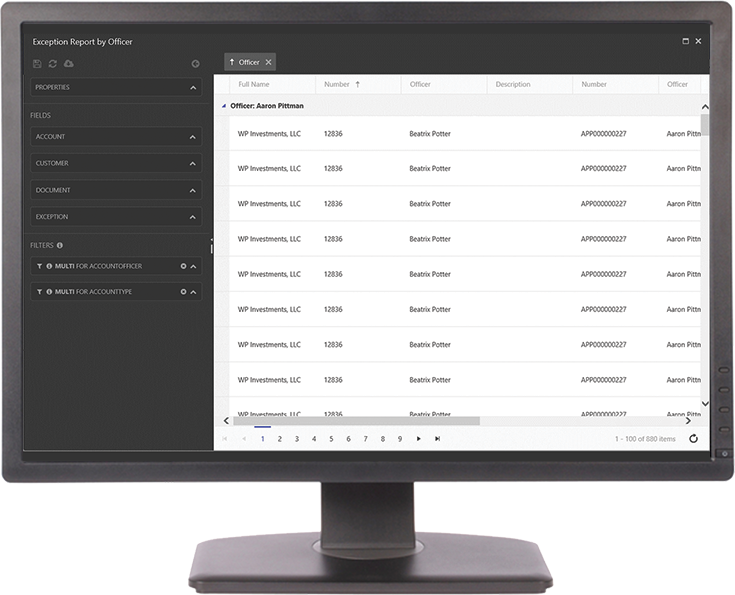 Exception Report by Officer
PROPERTIES
FIELDS
ACCOUNT
CUSTOMER
DOCUMENT
EXCEPTION
FILTERS
MULTI FOR ACCOUNTOFFICER
MULTI FOR ACCOUNTTYPE
Officer
Full Name Number Officer Description Number Officer
Officer: Aaron Pittman
WP Investments, LLC 12836 Beatrix Potter APP000000227 Aaron Pittn
WP Investments, LLC 12836 Beatrix Potter APP000000227 Aaron Pittn
WP Investments, LLC 12836 Beatrix Potter APP000000227 Aaron Pittn
WP Investments, LLC 12836 Beatrix Potter APP000000227 Aaron Pittn
WP Investments, LLC 12836 Beatrix Potter APP000000227 Aaron Pittn
WP Investments, LLC 12836 Beatrix Potter APP000000227 Aaron Pittn
WP Investments, LLC 12836 Beatrix Potter APP000000227 Aaron Pittn
WP Investments, LLC 12836 Beatrix Potter APP000000227 Aaron Pittn
WP Investments, LLC 12836 Beatrix Potter APP000000227 Aaron Pittn
1 2 3 4 5 6 7 8 9 1 - 100 of 880 items